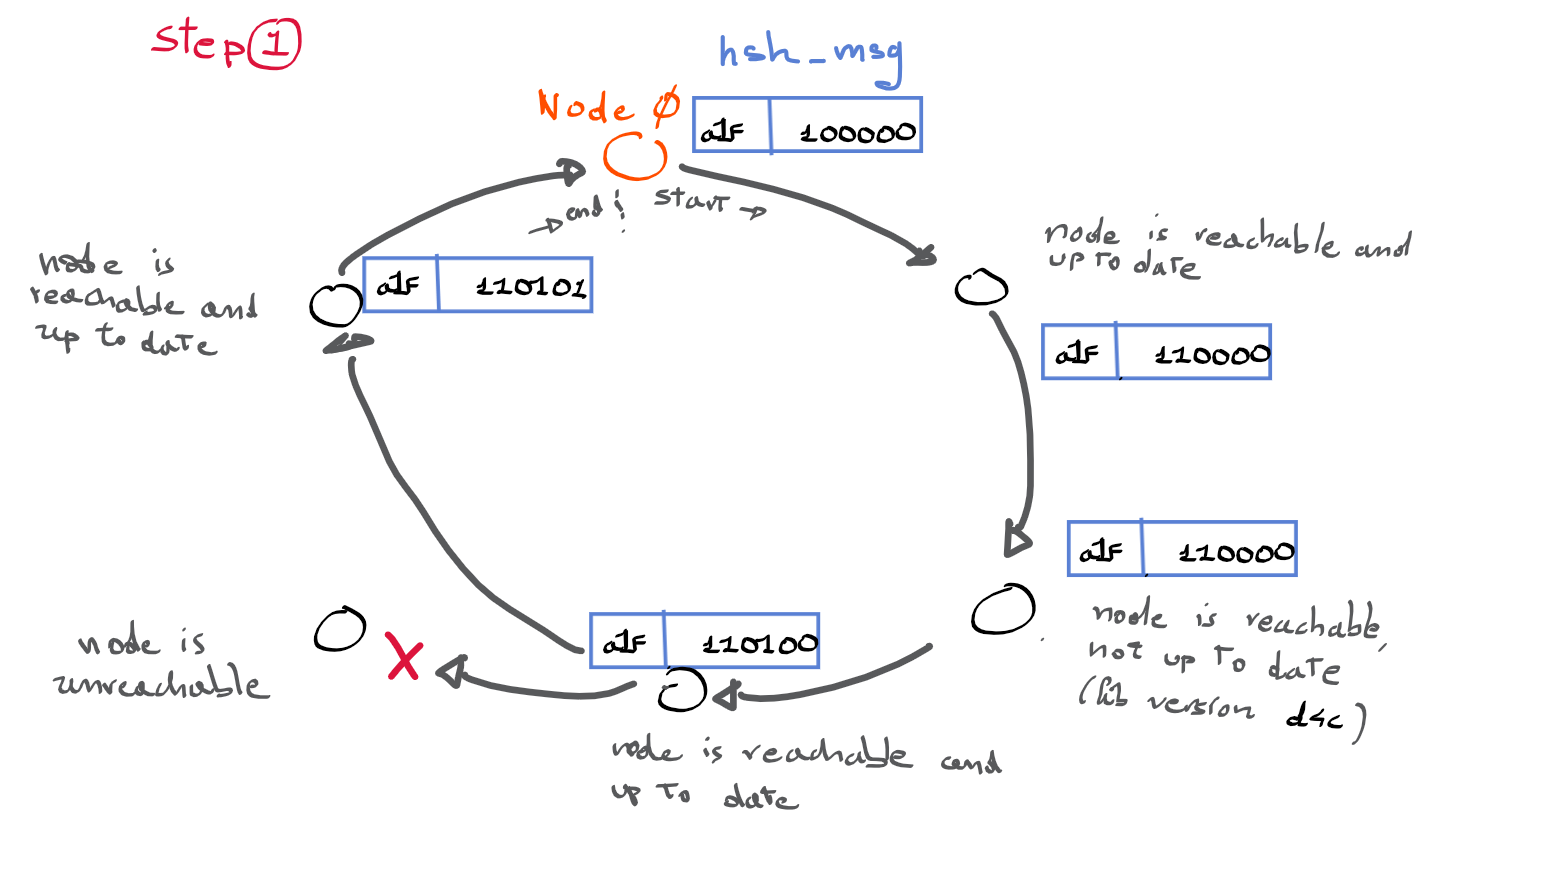 step 1
hsh_msg
Node Ø
a1F 100000
end! start
node is reachable and
up to date
node is
reachable and
up to date
a1F 110101
a1F 110000
a1F 110000
node is reachable,
not up to date
(lib version d4c)
a1F 110100
node is
unreachable
X
node is reachable and
up to date